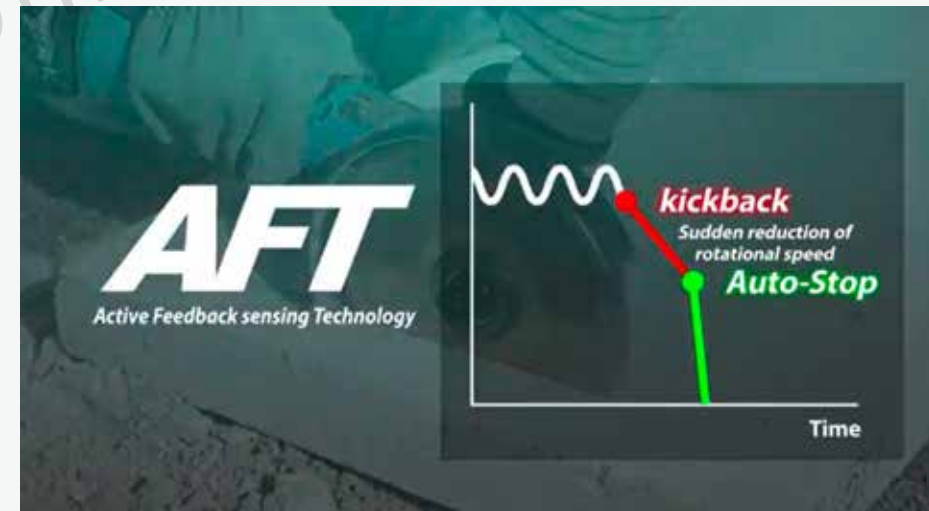 AFT
Active Feedback sensing Technology
kickback
Sudden reduction of
rotational speed
Auto-Stop
Time